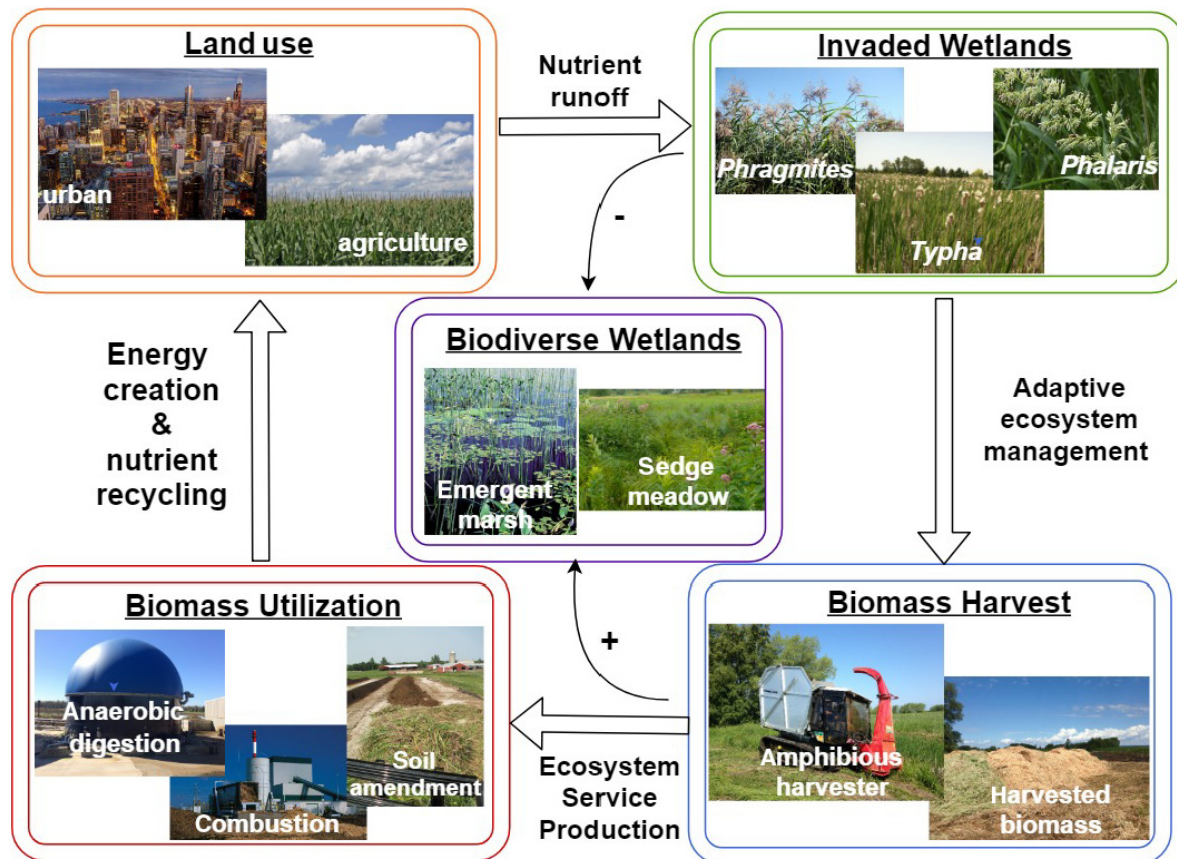 Land use
urban
agriculture
Nutrient
runoff
Invaded Wetlands
Phragmites
Phalaris
Typha
-
Biodiverse Wetlands
Emergent
marsh
Sedge
meadow
Energy
creation
&
nutrient
recycling
Adaptive
ecosystem
management
Biomass Utilization
Anaerobic
digestion
Combustion
Soil
amendment
+
Ecosystem
Service
Production
Biomass Harvest
Amphibious
harvester
Harvested
biomass